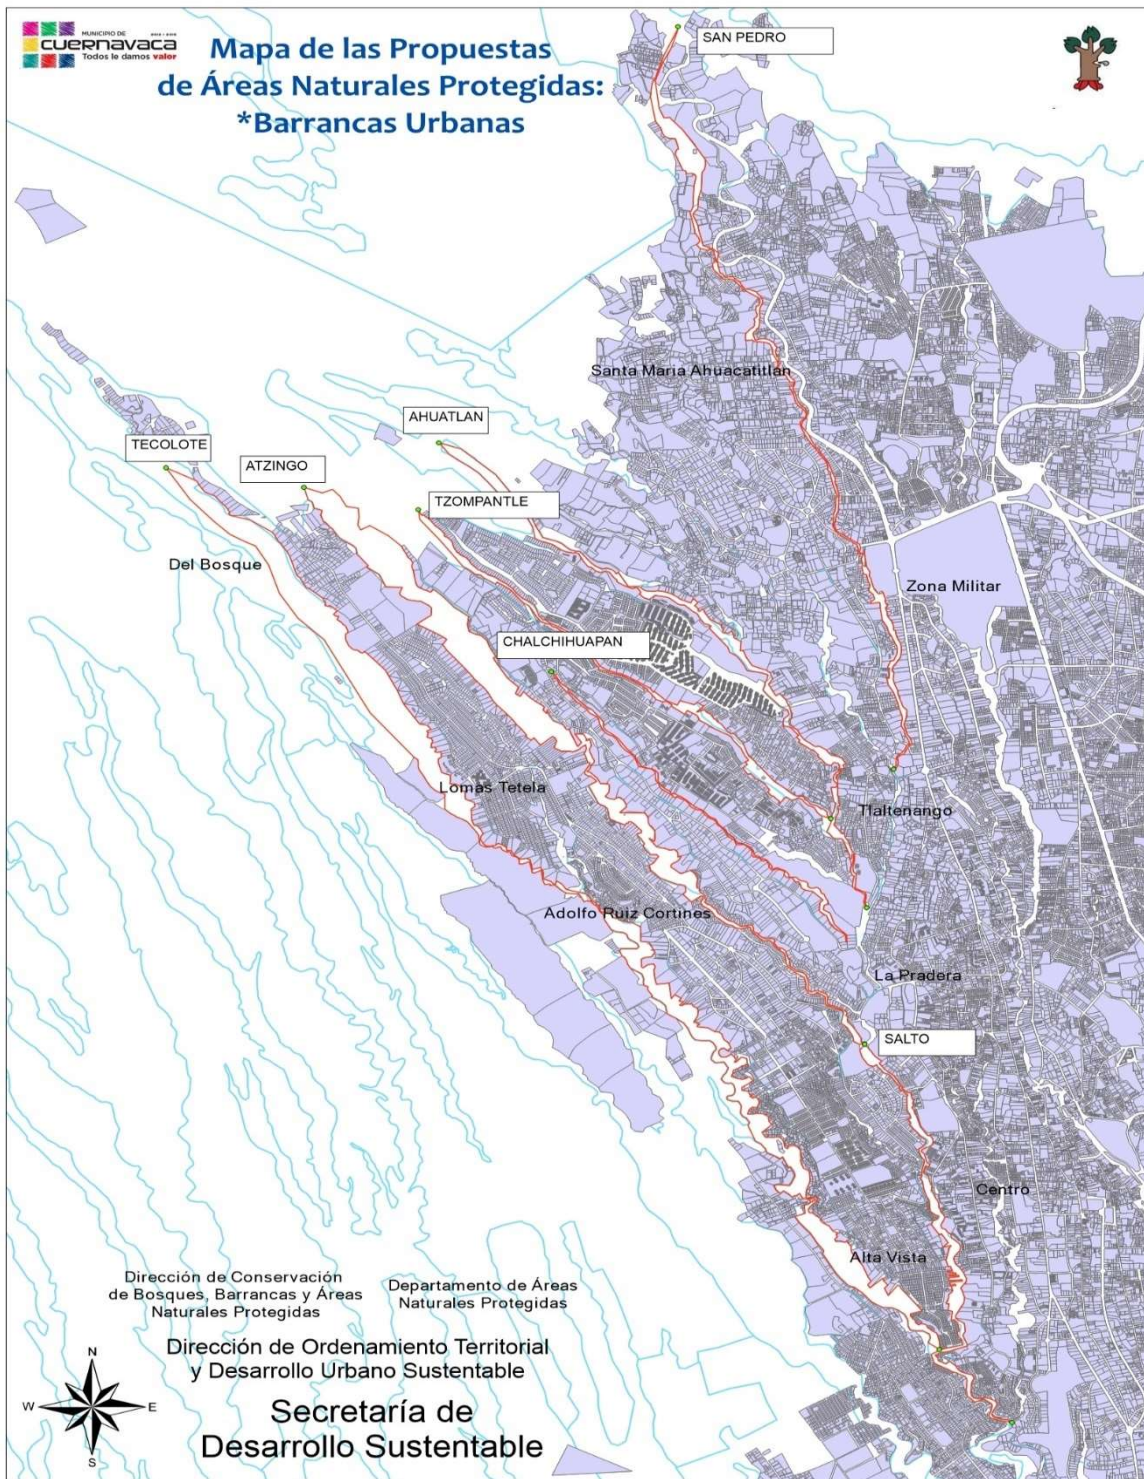 MUNICIPIO DE
CUERNAVACA
Todos le damos valor
Mapa de las Propuestas
de Áreas Naturales Protegidas:
*Barrancas Urbanas
SAN PEDRO
Santa Maria Ahuacatitlan
AHUATLAN
TECOLOTE
ATZINGO
TZOMPANTLE
Del Bosque
Zona Militar
CHALCHIHUAPAN
Lomas Tetela
Tlaltenango
Adolfo Ruiz Cortines
La Pradera
SALTO
Centro
Alta Vista
Dirección de Conservación
de Bosques, Barrancas y Áreas
Naturales Protegidas
Departamento de Áreas
Naturales Protegidas
Dirección de Ordenamiento Territorial
y Desarrollo Urbano Sustentable
Secretaría de
Desarrollo Sustentable
N
W
E
S